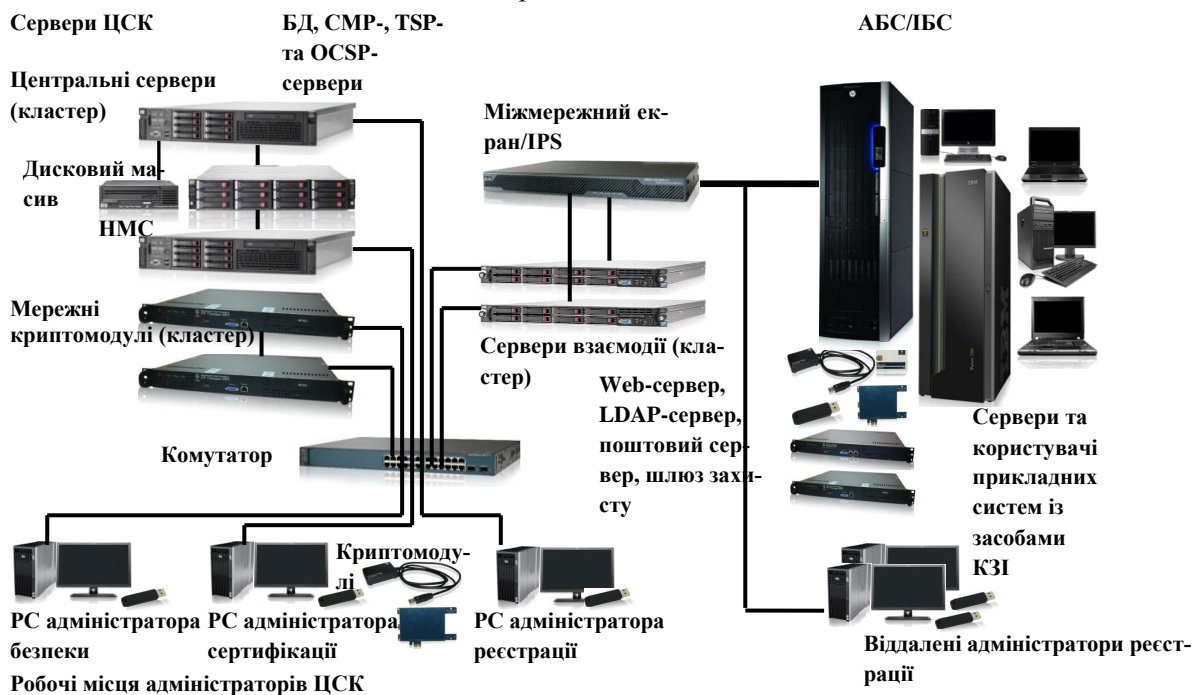 Сервери ЦСК
БД, CMP-, TSP-
та OCSP-
сервери
АБС/ІБС
Центральні сервери
(кластер)
Міжмережний ек-
ран/IPS
Дисковий ма-
сив
НМС
Мережні
криптомодулі (кластер)
Сервери взаємодії (кла-
стер)
Web-сервер,
LDAP-сервер,
поштовий сер-
вер, шлюз захи-
сту
Комутатор
Сервери та
користувачі
прикладних
систем із
засобами
КЗІ
Криптомоду-
лі
РС адміністратора
безпеки
РС адміністратора
сертифікації
РС адміністратора
реєстрації
Віддалені адміністратори реєст-
рації
Робочі місця адміністраторів ЦСК